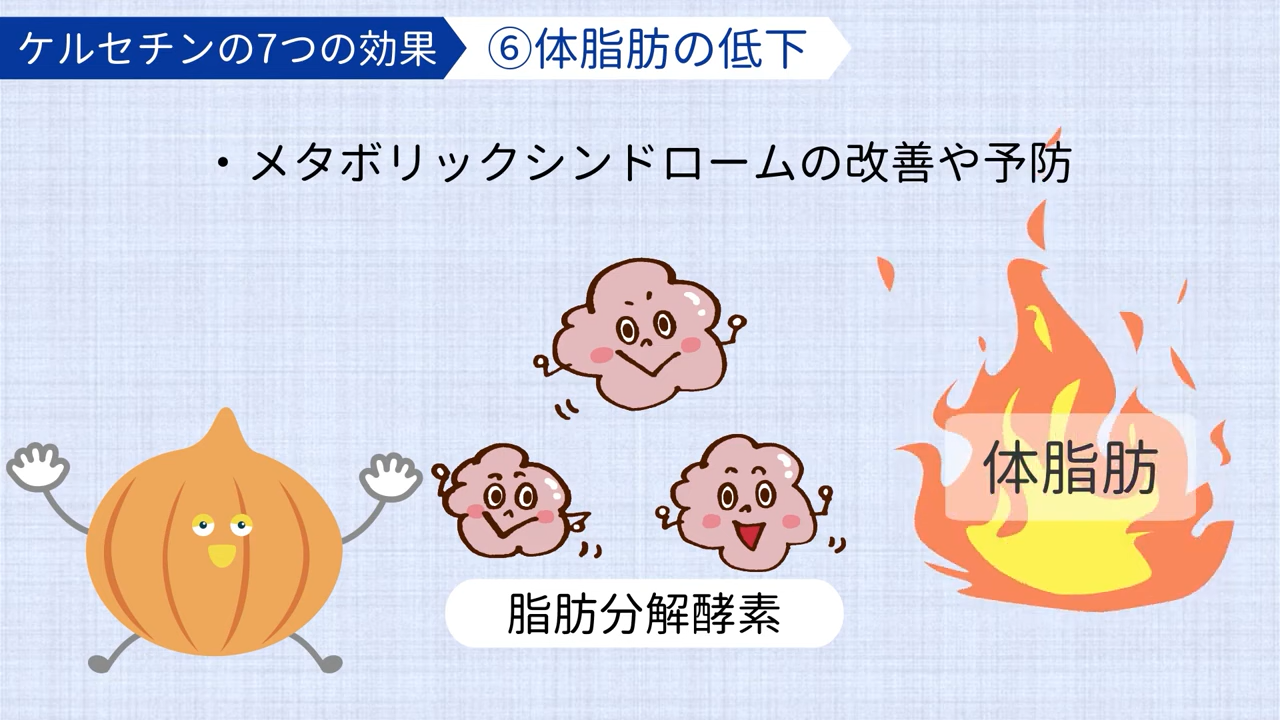 ケルセチンの7つの効果
⑥体脂肪の低下
・メタボリックシンドロームの改善や予防
体脂肪
脂肪分解酵素